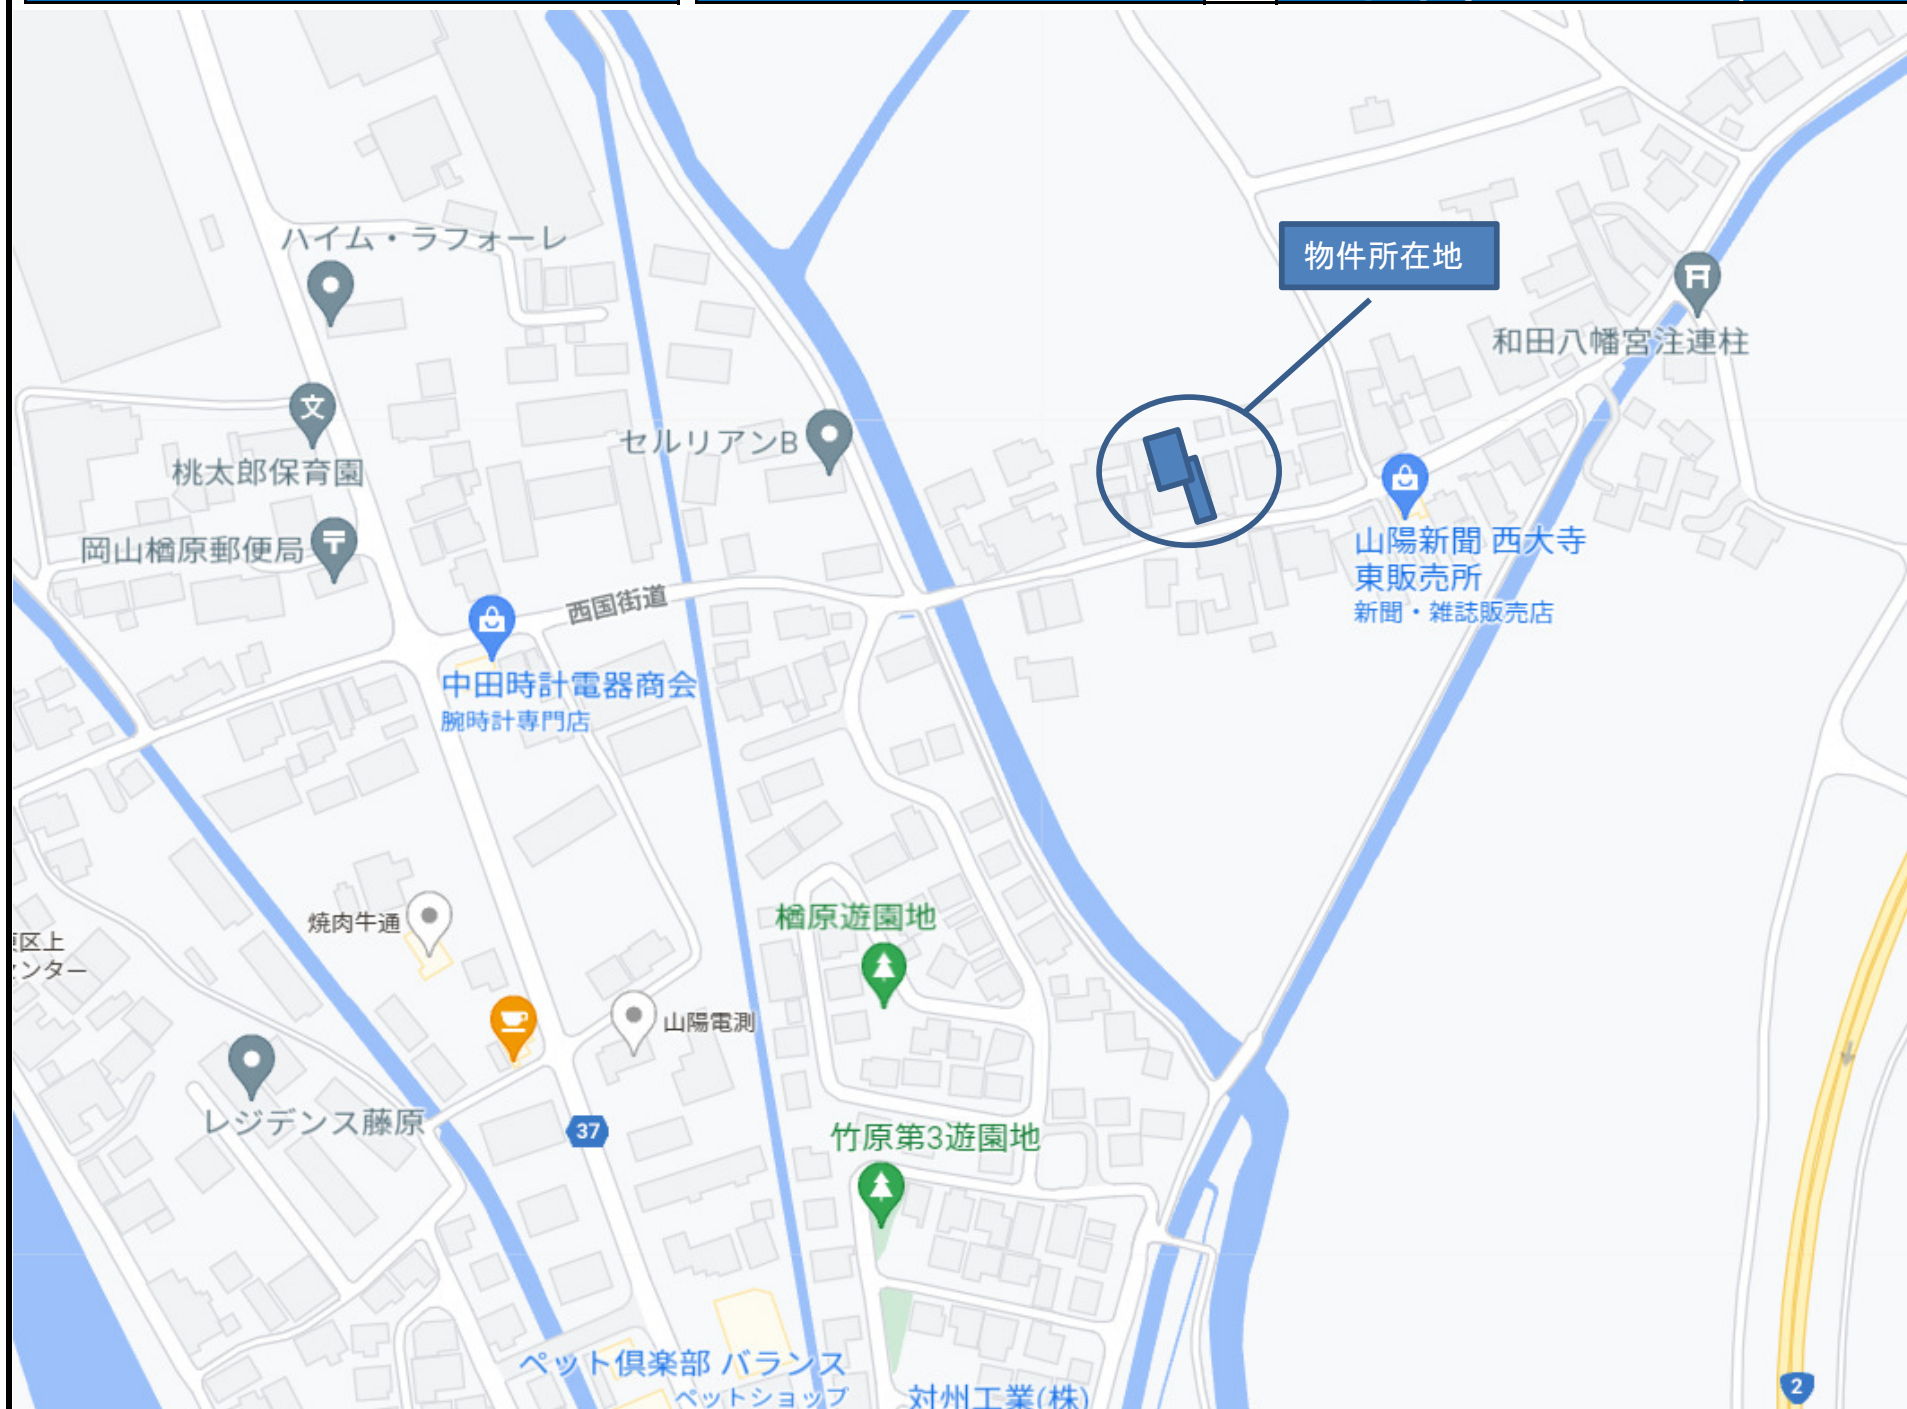 ハイム・ラフォーレ
物件所在地
和田八幡宮注連柱
文
桃太郎保育園
セルリアンB
岡山楢原郵便局
山陽新聞 西大寺
東販売所
新聞・雑誌販売店
西国街道
中田時計電器商会
腕時計専門店
焼肉牛通
楢原遊園地
区上
ンター
山陽電測
レジデンス藤原
37
竹原第3遊園地
ペット倶楽部 バランス
ペットショップ
対州工業(株)
2